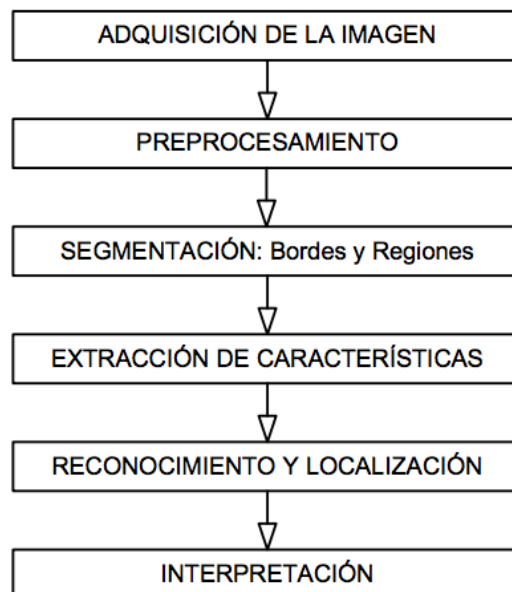 ADQUISICIÓN DE LA IMAGEN
PREPROCESAMIENTO
SEGMENTACIÓN: Bordes y Regiones
EXTRACCIÓN DE CARACTERÍSTICAS
RECONOCIMIENTO Y LOCALIZACIÓN
INTERPRETACIÓN